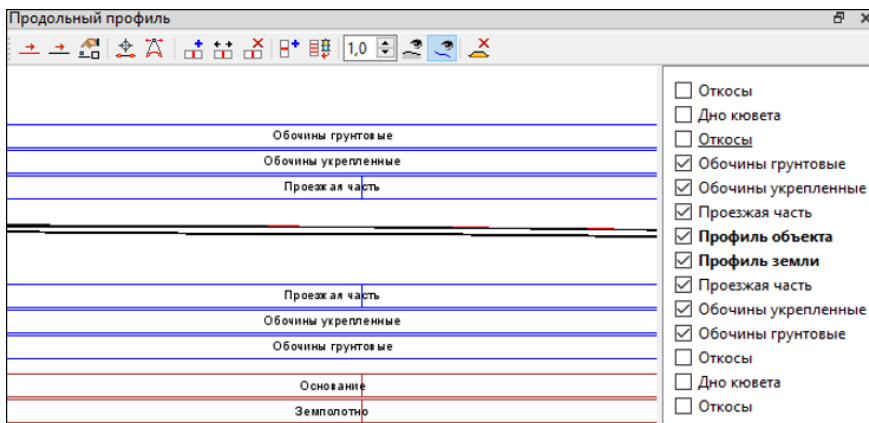 Продольный профиль
1,0
Обочины грунтовые
Обочины укрепленные
Проезжая часть
Проезжая часть
Обочины укрепленные
Обочины грунтовые
Основание
Земполотно
Откосы
Дно кювета
Откосы
Обочины грунтовые
Обочины укрепленные
Проезжая часть
Профиль объекта
Профиль земли
Проезжая часть
Обочины укрепленные
Обочины грунтовые
Откосы
Дно кювета
Откосы